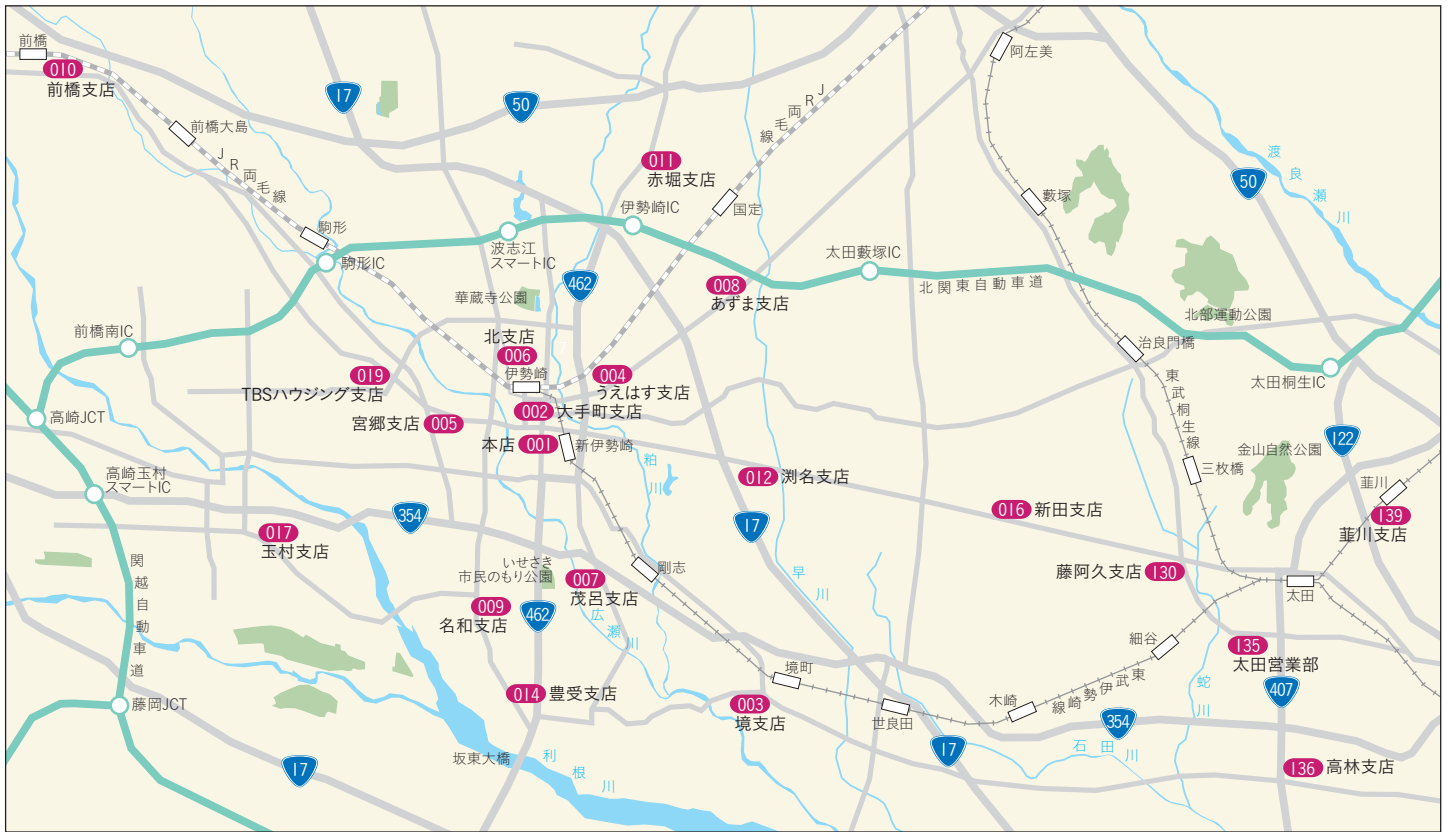 前橋
010
前橋支店
17
50
阿左美
前橋大島
JR両毛線
JR両毛線
011
赤堀支店
渡良瀬川
50
藪塚
国定
伊勢崎IC
駒形
駒形IC
波志江
スマートIC
太田藪塚IC
北関東自動車道
462
008
あずま支店
華蔵寺公園
北部運動公園
前橋南IC
北支店
006
伊勢崎
7
治良門橋
019
TBSハウジング支店
004
うえはす支店
東武桐生線
太田桐生IC
高崎JCT
002
大手町支店
宮郷支店
005
本店
001
新伊勢崎
122
金山自然公園
粕川
三枚橋
高崎玉村
スマートIC
012
渕名支店
韮川
354
016
新田支店
139
韮川支店
017
玉村支店
17
関越自動車道
いせさき
市民のもり公園
剛志
007
茂呂支店
早川
藤阿久支店
130
太田
009
名和支店
462
広瀬川
細谷
135
太田営業部
境町
東武伊勢崎線
蛇川
407
014
豊受支店
003
境支店
木崎
世良田
354
藤岡JCT
17
坂東大橋
利根川
17
石田川
136
高林支店